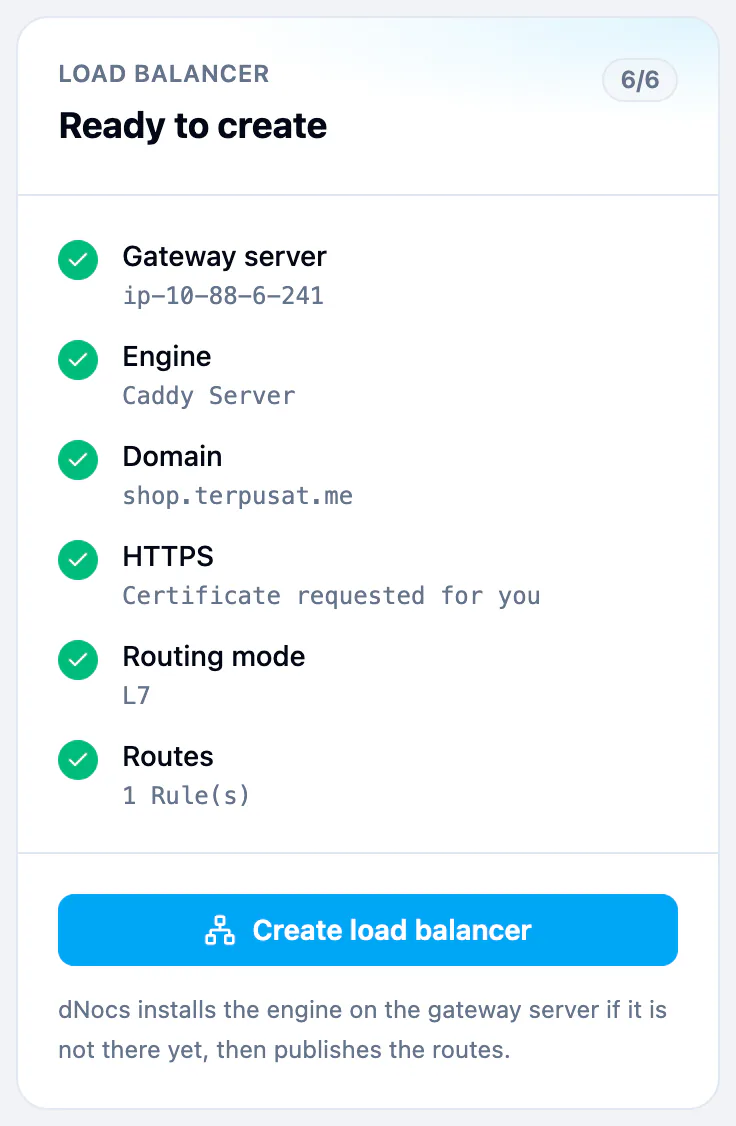 LOAD BALANCER
6/6
Ready to create
Gateway server
ip-10-88-6-241
Engine
Caddy Server
Domain
shop.terpusat.me
HTTPS
Certificate requested for you
Routing mode
L7
Routes
1 Rule(s)
Create load balancer
dNocs installs the engine on the gateway server if it is
not there yet, then publishes the routes.